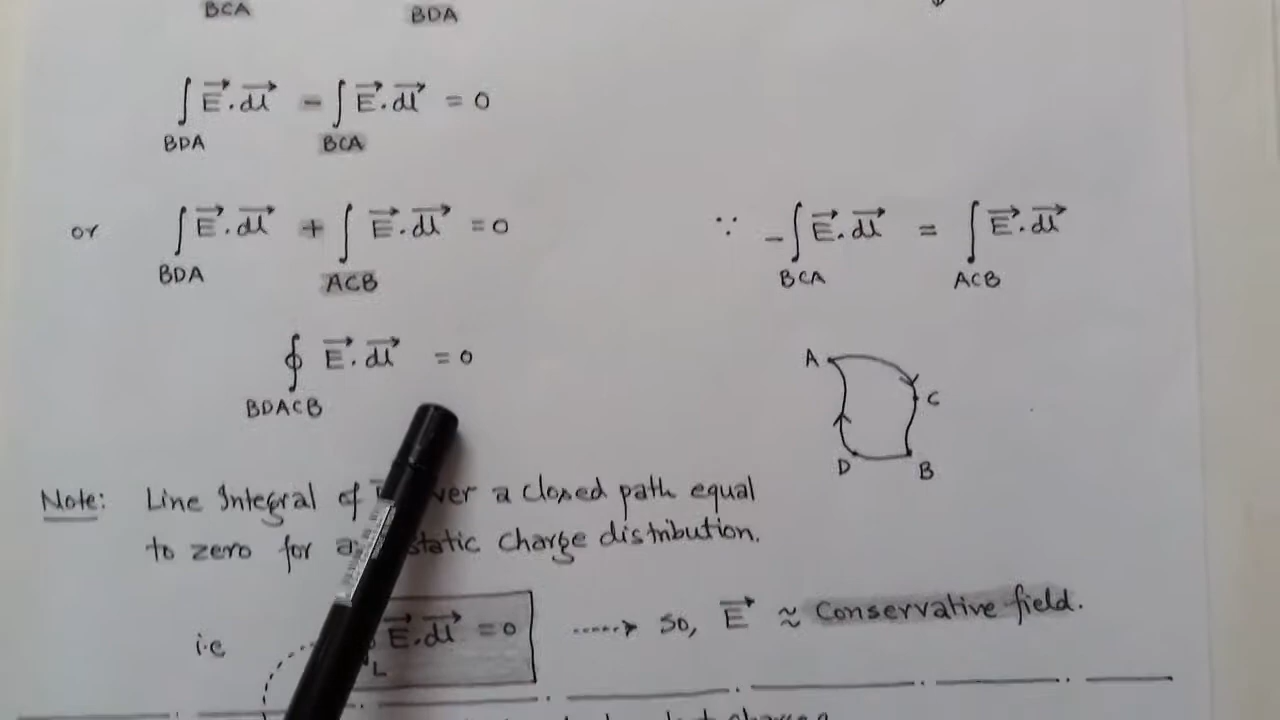 BCA BDA
∫ E⃗ . dl⃗ - ∫ E⃗ . dl⃗ = 0
BDA BCA
or ∫ E⃗ . dl⃗ + ∫ E⃗ . dl⃗ = 0 ∵ - ∫ E⃗ . dl⃗ = ∫ E⃗ . dl⃗
BDA ACB BCA ACB
∮ E⃗ . dl⃗ = 0
BDACB
A
C
D B
Note: Line Integral of over a closed path equal
to zero for static charge distribution.
i.e E⃗ . dl⃗ = 0 So, E⃗ ≈ Conservative field.
L